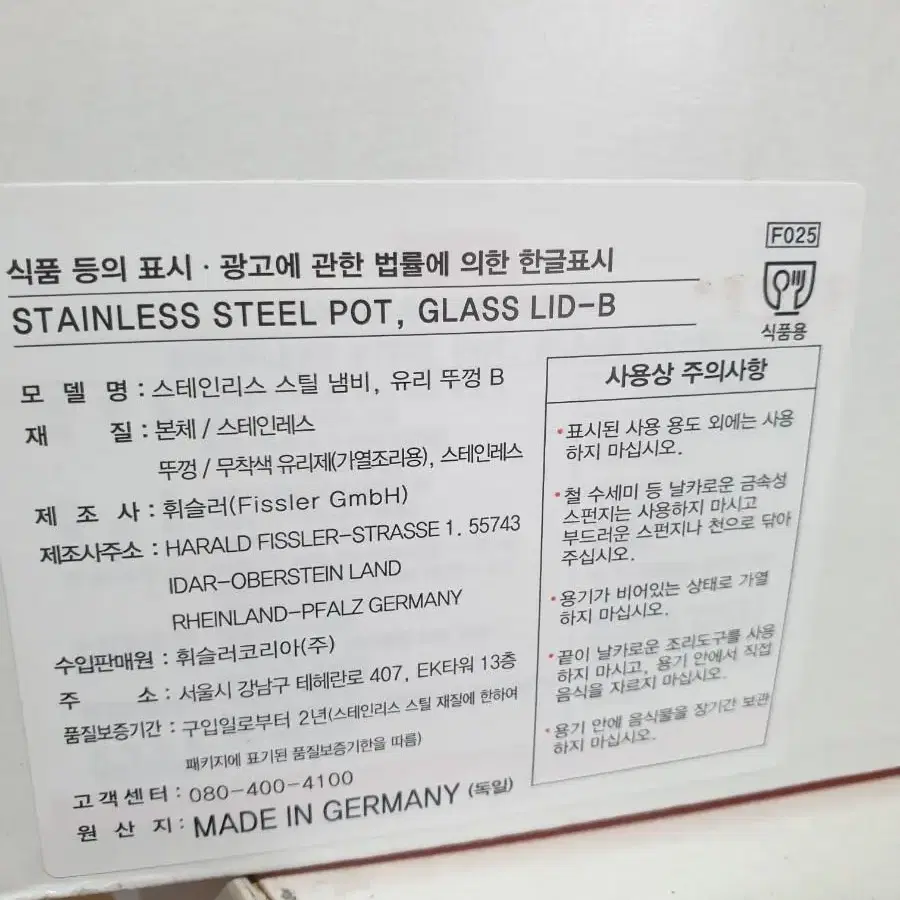 식품 등의 표시·광고에 관한 법률에 의한 한글표시
STAINLESS STEEL POT, GLASS LID-B
F025
식품용
모 델 명 : 스테인리스 스틸 냄비, 유리 뚜껑 B
재 질 : 본체 / 스테인레스
뚜껑 / 무착색 유리제(가열조리용), 스테인레스
제 조 사 : 휘슬러(Fissler GmbH)
제조사주소 : HARALD FISSLER-STRASSE 1. 55743
IDAR-OBERSTEIN LAND
RHEINLAND-PFALZ GERMANY
수입판매원 : 휘슬러코리아(주)
주 소 : 서울시 강남구 테헤란로 407, EK타워 13층
품질보증기간 : 구입일로부터 2년(스테인리스 스틸 재질에 한하여
패키지에 표기된 품질보증기한을 따름)
고객센터 : 080-400-4100
원 산 지 : MADE IN GERMANY (독일)
사용상 주의사항
•표시된 사용 용도 외에는 사용
하지 마십시오.
•철 수세미 등 날카로운 금속성
스펀지는 사용하지 마시고
부드러운 스펀지나 천으로 닦아
주십시오.
•용기가 비어있는 상태로 가열
하지 마십시오.
•끝이 날카로운 조리도구를 사용
하지 마시고, 용기 안에서 직접
음식을 자르지 마십시오.
•용기 안에 음식물을 장기간 보관
하지 마십시오.